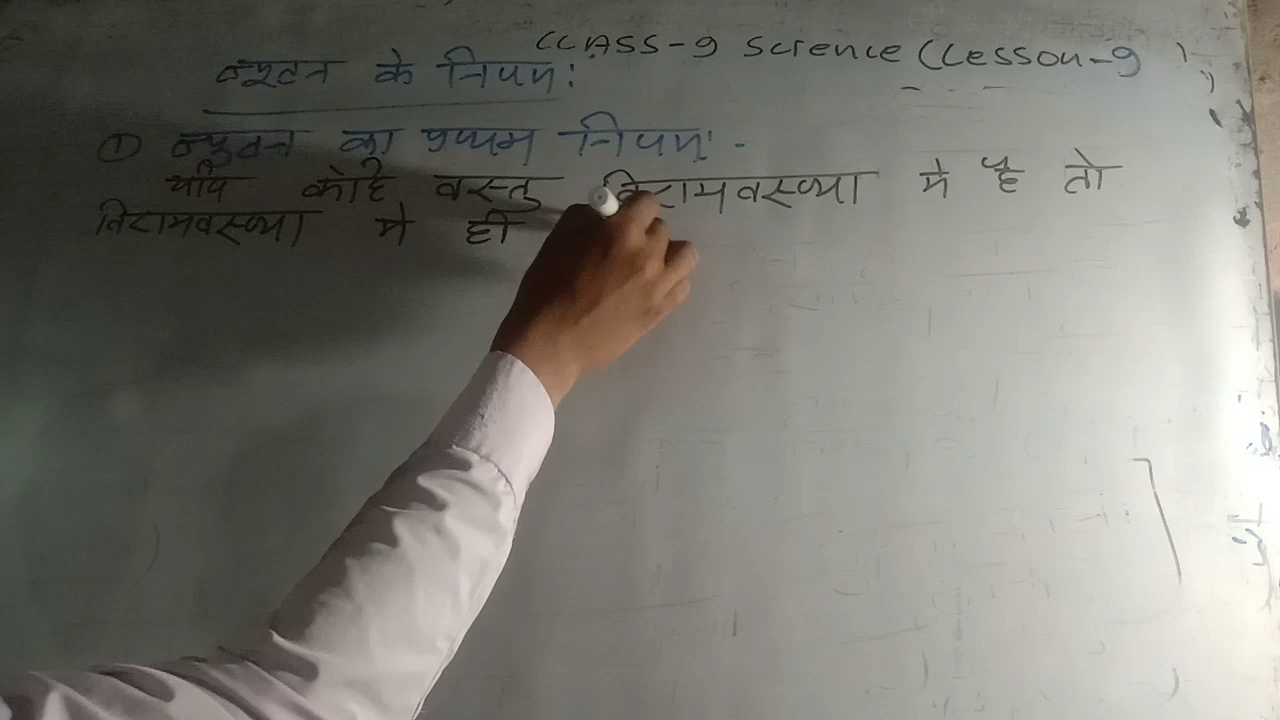 CLASS-9 Science (Lesson-9)
न्यूटन के नियम:
① न्यूटन का प्रथम नियम:-
यदि कोई वस्तु विरामवस्था मे है तो
विरामवस्था मे ही